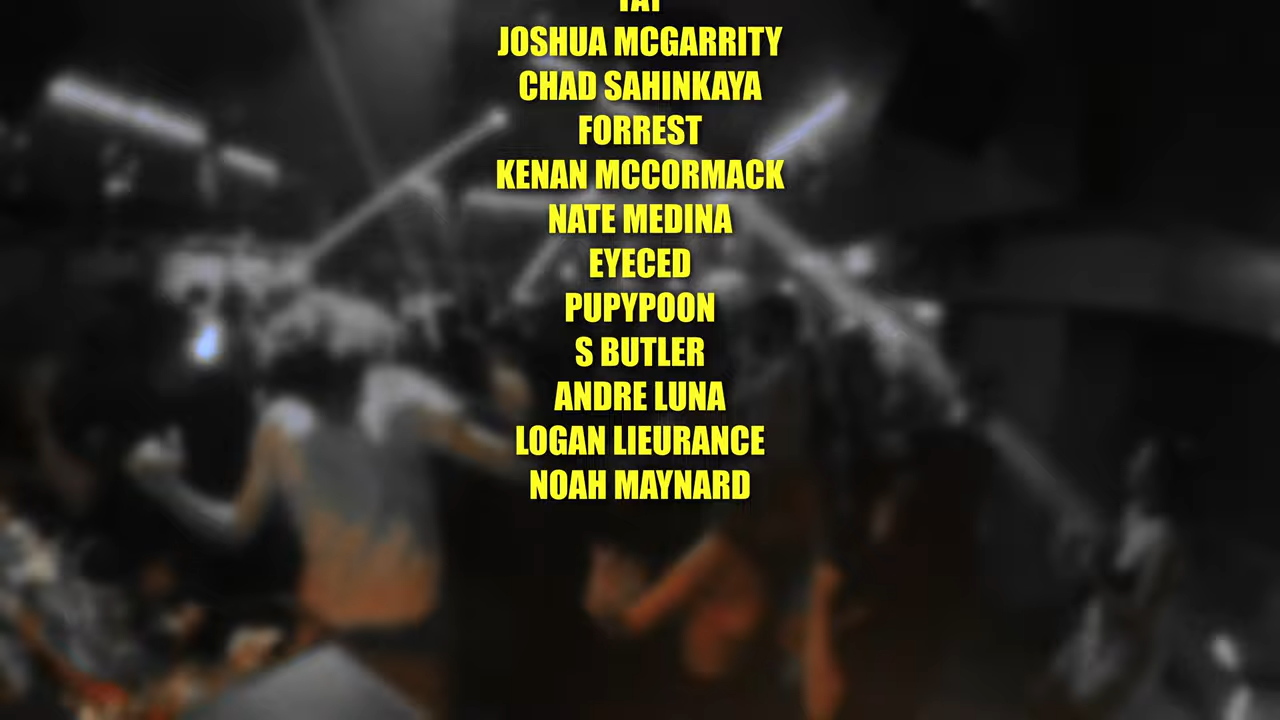 JOSHUA MCGARRITY
CHAD SAHINKAYA
FORREST
KENAN MCCORMACK
NATE MEDINA
EYECED
PUPYPOON
S BUTLER
ANDRE LUNA
LOGAN LIEURANCE
NOAH MAYNARD